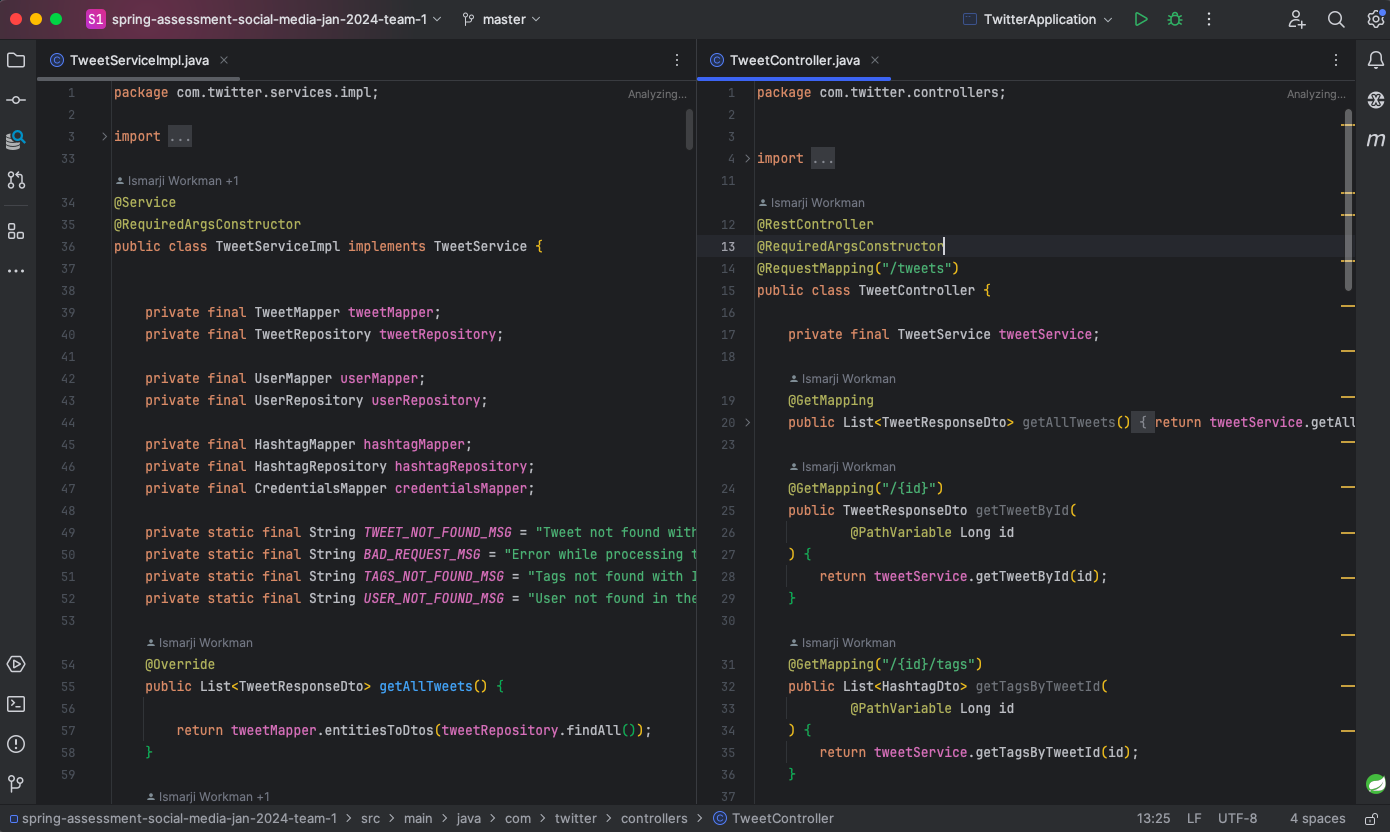 S1 spring-assessment-social-media-jan-2024-team-1 master TwitterApplication
TweetServiceImpl.java
1 package com.twitter.services.impl; Analyzing...
2
3 import ...
33
Ismarji Workman +1
34 @Service
35 @RequiredArgsConstructor
36 public class TweetServiceImpl implements TweetService {
37
38
39 private final TweetMapper tweetMapper;
40 private final TweetRepository tweetRepository;
41
42 private final UserMapper userMapper;
43 private final UserRepository userRepository;
44
45 private final HashtagMapper hashtagMapper;
46 private final HashtagRepository hashtagRepository;
47 private final CredentialsMapper credentialsMapper;
48
49 private static final String TWEET_NOT_FOUND_MSG = "Tweet not found with
50 private static final String BAD_REQUEST_MSG = "Error while processing t
51 private static final String TAGS_NOT_FOUND_MSG = "Tags not found with I
52 private static final String USER_NOT_FOUND_MSG = "User not found in the
53
Ismarji Workman
54 @Override
55 public List<TweetResponseDto> getAllTweets() {
56
57 return tweetMapper.entitiesToDtos(tweetRepository.findAll());
58 }
59
Ismarji Workman +1
TweetController.java
1 package com.twitter.controllers; Analyzing...
2
3
4 import ...
11
Ismarji Workman
12 @RestController
13 @RequiredArgsConstructor
14 @RequestMapping("/tweets")
15 public class TweetController {
16
17 private final TweetService tweetService;
18
Ismarji Workman
19 @GetMapping
20 public List<TweetResponseDto> getAllTweets() { return tweetService.getAll
23
Ismarji Workman
24 @GetMapping("/{id}")
25 public TweetResponseDto getTweetById(
26 @PathVariable Long id
27 ) {
28 return tweetService.getTweetById(id);
29 }
30
Ismarji Workman
31 @GetMapping("/{id}/tags")
32 public List<HashtagDto> getTagsByTweetId(
33 @PathVariable Long id
34 ) {
35 return tweetService.getTagsByTweetId(id);
36 }
37
m
spring-assessment-social-media-jan-2024-team-1 > src > main > java > com > twitter > controllers > TweetController 13:25 LF UTF-8 4 spaces